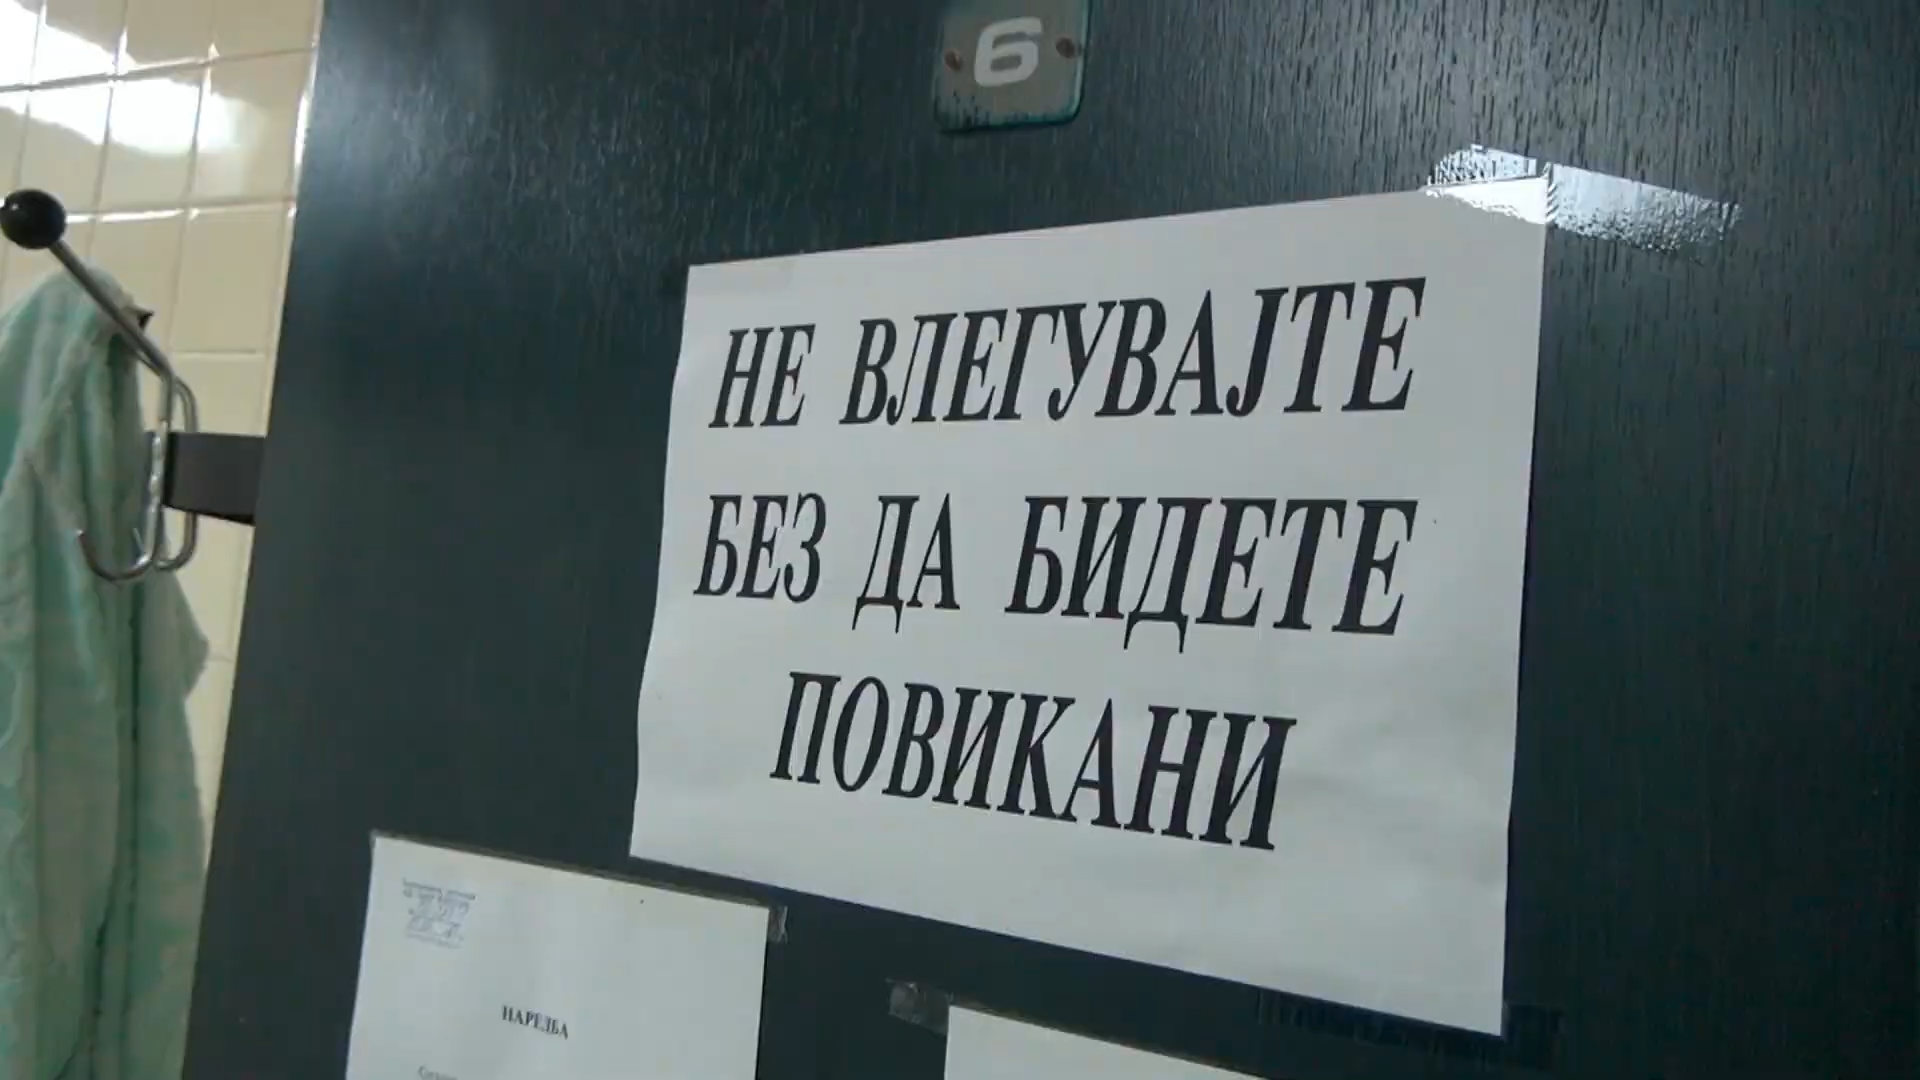 6
НЕ ВЛЕГУВАЈТЕ
БЕЗ ДА БИДЕТЕ
ПОВИКАНИ
НАРЕДБА